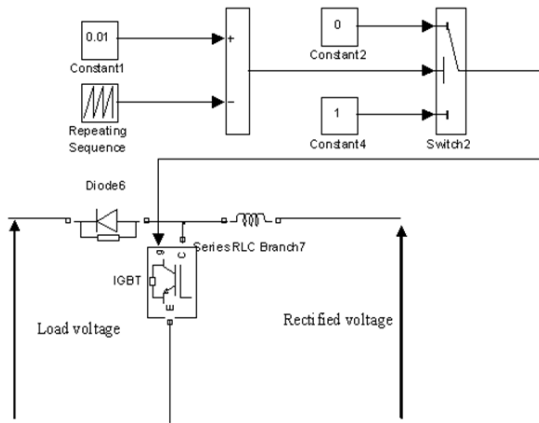 0.01
Constant1
Repeating
Sequence
+
−
0
Constant2
1
Constant4
Switch2
Diode6
Series RLC Branch7
g
C
E
IGBT
Load voltage
Rectified voltage